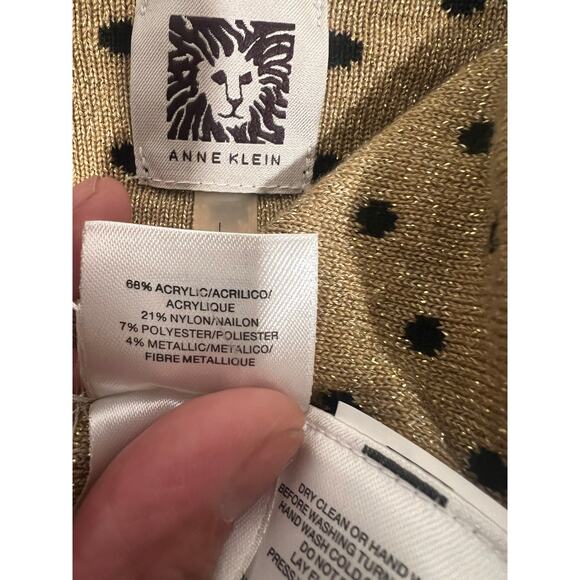 ANNE KLEIN
L
68% ACRYLIC/ACRILICO/
ACRYLIQUE
21% NYLON/NAILON
7% POLYESTER/POLIESTER
4% METALLIC/METALICO/
FIBRE METALLIQUE
DRY CLEAN OR HAND
BEFORE WASHING TURN
HAND WASH COLD
LAY
DO NOT
PRESS